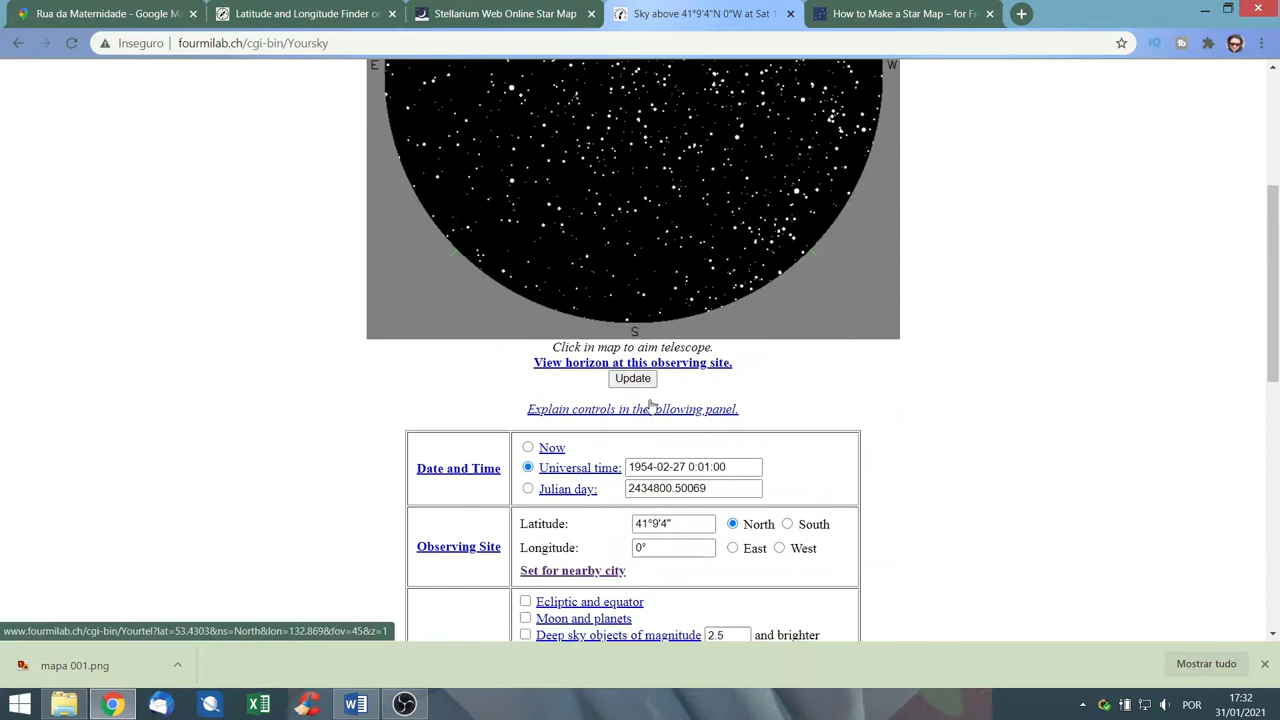 Rua da Maternidade - Google M
Latitude and Longitude Finder on
Stellarium Web Online Star Map
Sky above 41°9'4"N 0°W at Sat 1
How to Make a Star Map – for Fr
Inseguro
fourmilab.ch/cgi-bin/Yoursky
E
W
S
Click in map to aim telescope.
View horizon at this observing site.
Update
Explain controls in the following panel.
Date and Time
Now
Universal time: 1954-02-27 0:01:00
Julian day: 2434800.50069
Observing Site
Latitude: 41°9'4" North South
Longitude: 0° East West
Set for nearby city
Ecliptic and equator
Moon and planets
Deep sky objects of magnitude 2.5 and brighter
www.fourmilab.ch/cgi-bin/Yourtel?lat=53.4303&ns=North&lon=132.869&fov=45&z=1
mapa 001.png
Mostrar tudo
POR
17:32
31/01/2021